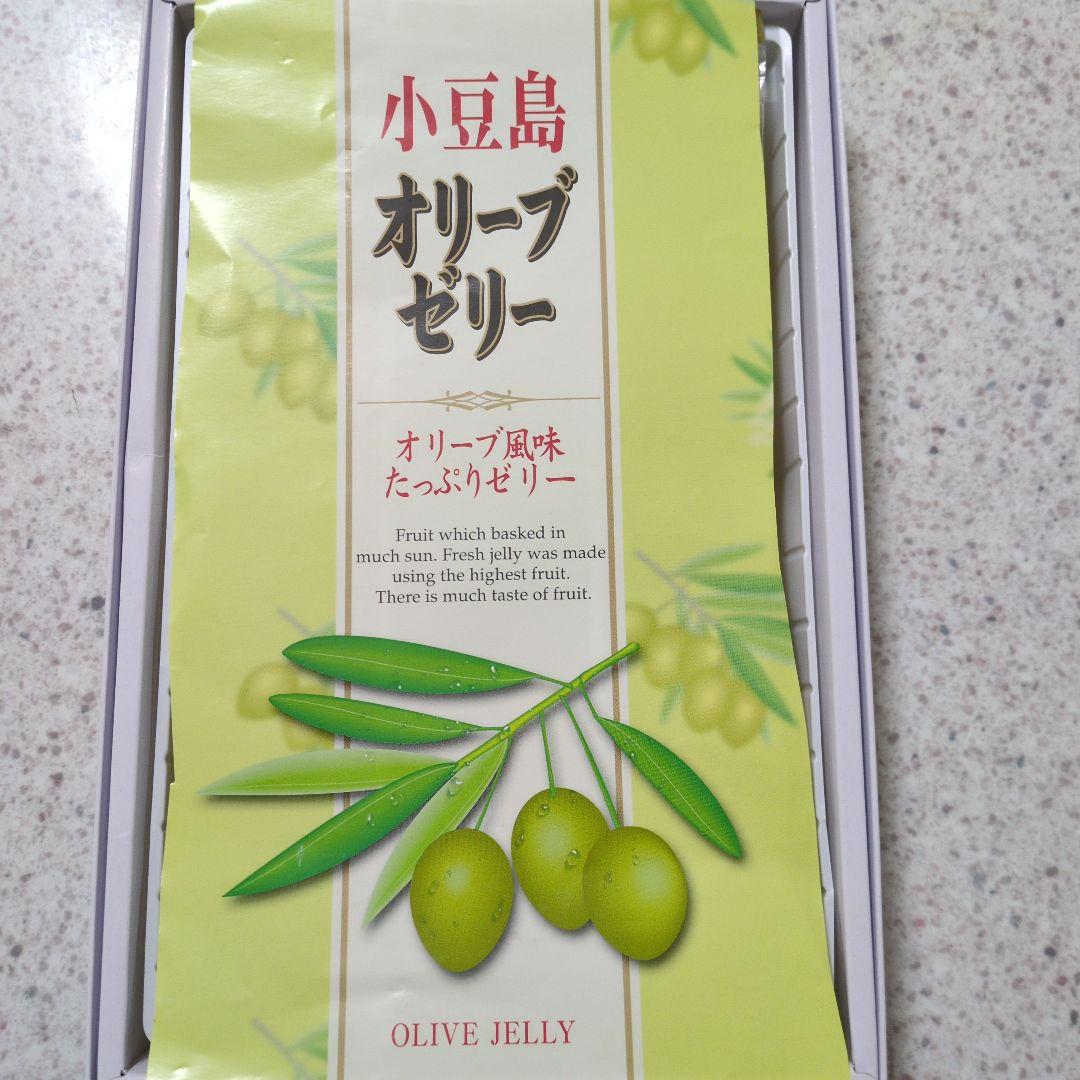 小豆島
オリーブ
ゼリー
オリーブ風味
たっぷりゼリー
Fruit which basked in
much sun. Fresh jelly was made
using the highest fruit.
There is much taste of fruit.
OLIVE JELLY